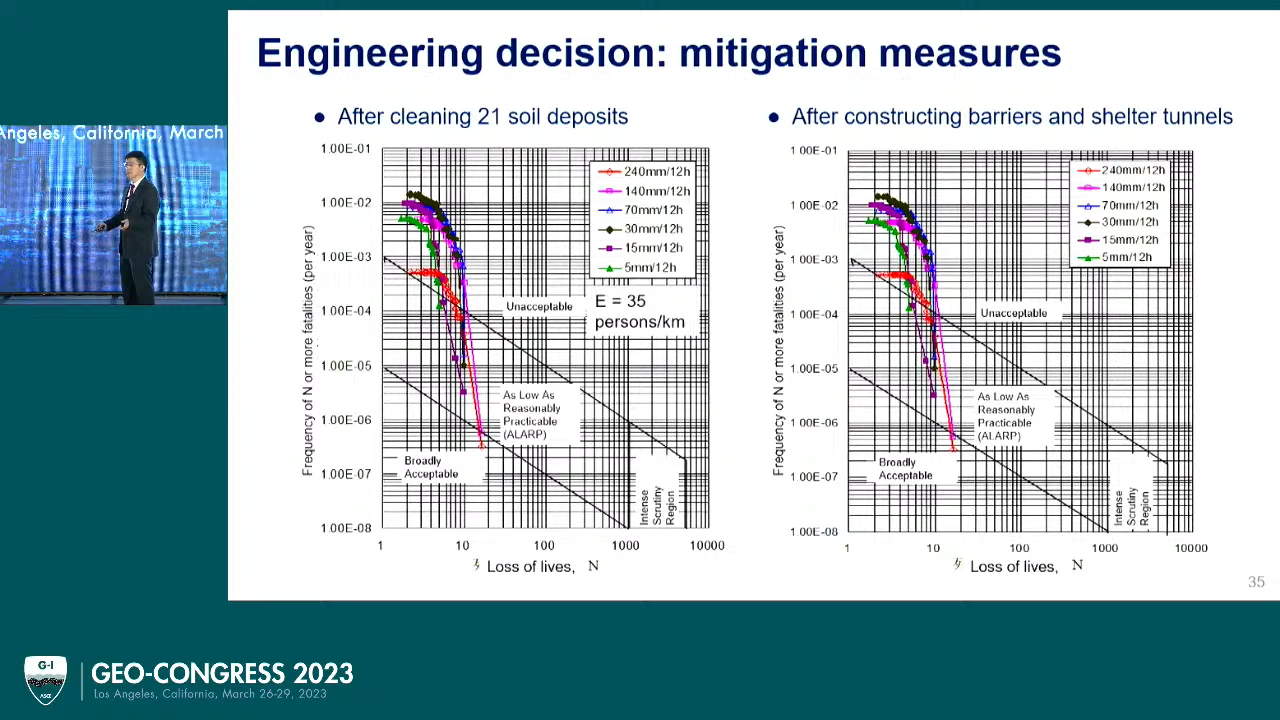 Angeles, California, March
Engineering decision: mitigation measures
• After cleaning 21 soil deposits
1.00E-01
1.00E-02
1.00E-03
1.00E-04
1.00E-05
1.00E-06
1.00E-07
1.00E-08
Frequency of N or more fatalities (per year)
240mm/12h
140mm/12h
70mm/12h
30mm/12h
15mm/12h
5mm/12h
E = 35
persons/km
Unacceptable
As Low As
Reasonably
Practicable
(ALARP)
Broadly
Acceptable
Intense
Scrutiny
Region
1 10 100 1000 10000
Loss of lives, N
• After constructing barriers and shelter tunnels
1.00E-01
1.00E-02
1.00E-03
1.00E-04
1.00E-05
1.00E-06
1.00E-07
1.00E-08
Frequency of N or more fatalities (per year)
240mm/12h
140mm/12h
70mm/12h
30mm/12h
15mm/12h
5mm/12h
Unacceptable
As Low As
Reasonably
Practicable
(ALARP)
Broadly
Acceptable
Intense
Scrutiny
Region
1 10 100 1000 10000
Loss of lives, N
35
G-I
ASCE
GEO-CONGRESS 2023
Los Angeles, California, March 26-29, 2023